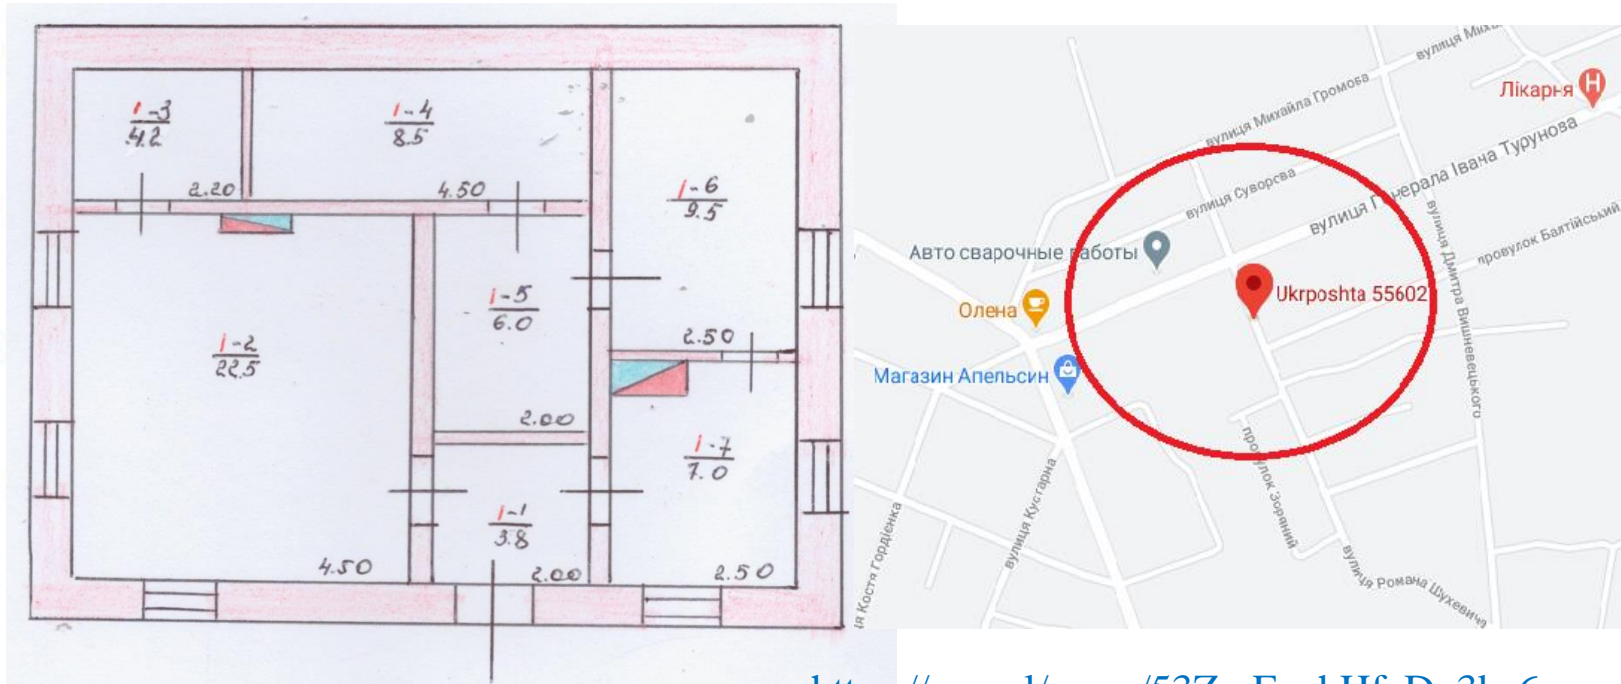 1-3
4.2
1-4
8.5
2.20
4.50
1-6
9.5
1-5
6.0
1-2
22.5
2.50
2.00
1-7
7.0
1-1
3.8
4.50
2.00
2.50
вулиця Михайла Громова
Лікарня
вулиця Суворова
вулиця Генерала Івана Турунова
Авто сварочные работы
провулок Балтійський
вулиця Дмитра Вишневецького
Ukrposhta 55602
Олена
Магазин Апельсин
вулиця Кустарна
провулок Зоряний
Костя Гордієнка
вулиця Романа Шухевича